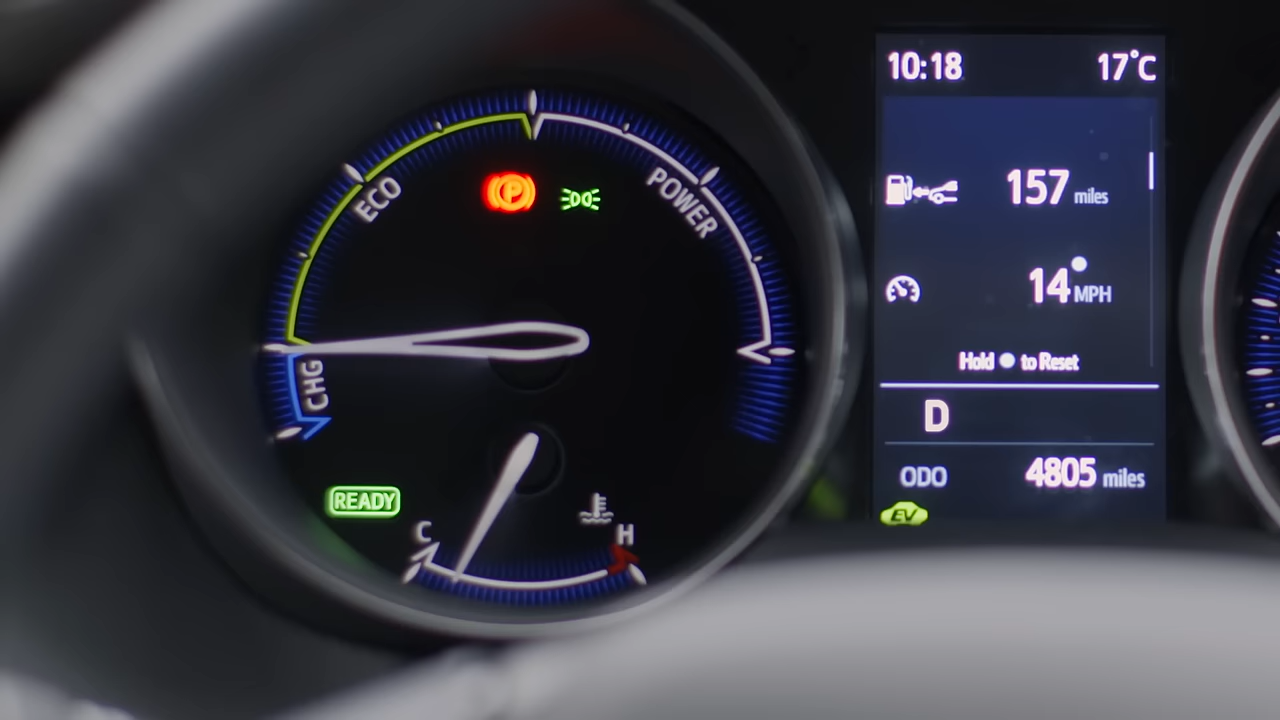 ECO
POWER
CHG
P
READY
C
H
10:18
17°C
157 miles
14 MPH
Hold to Reset
D
ODO 4805 miles
EV